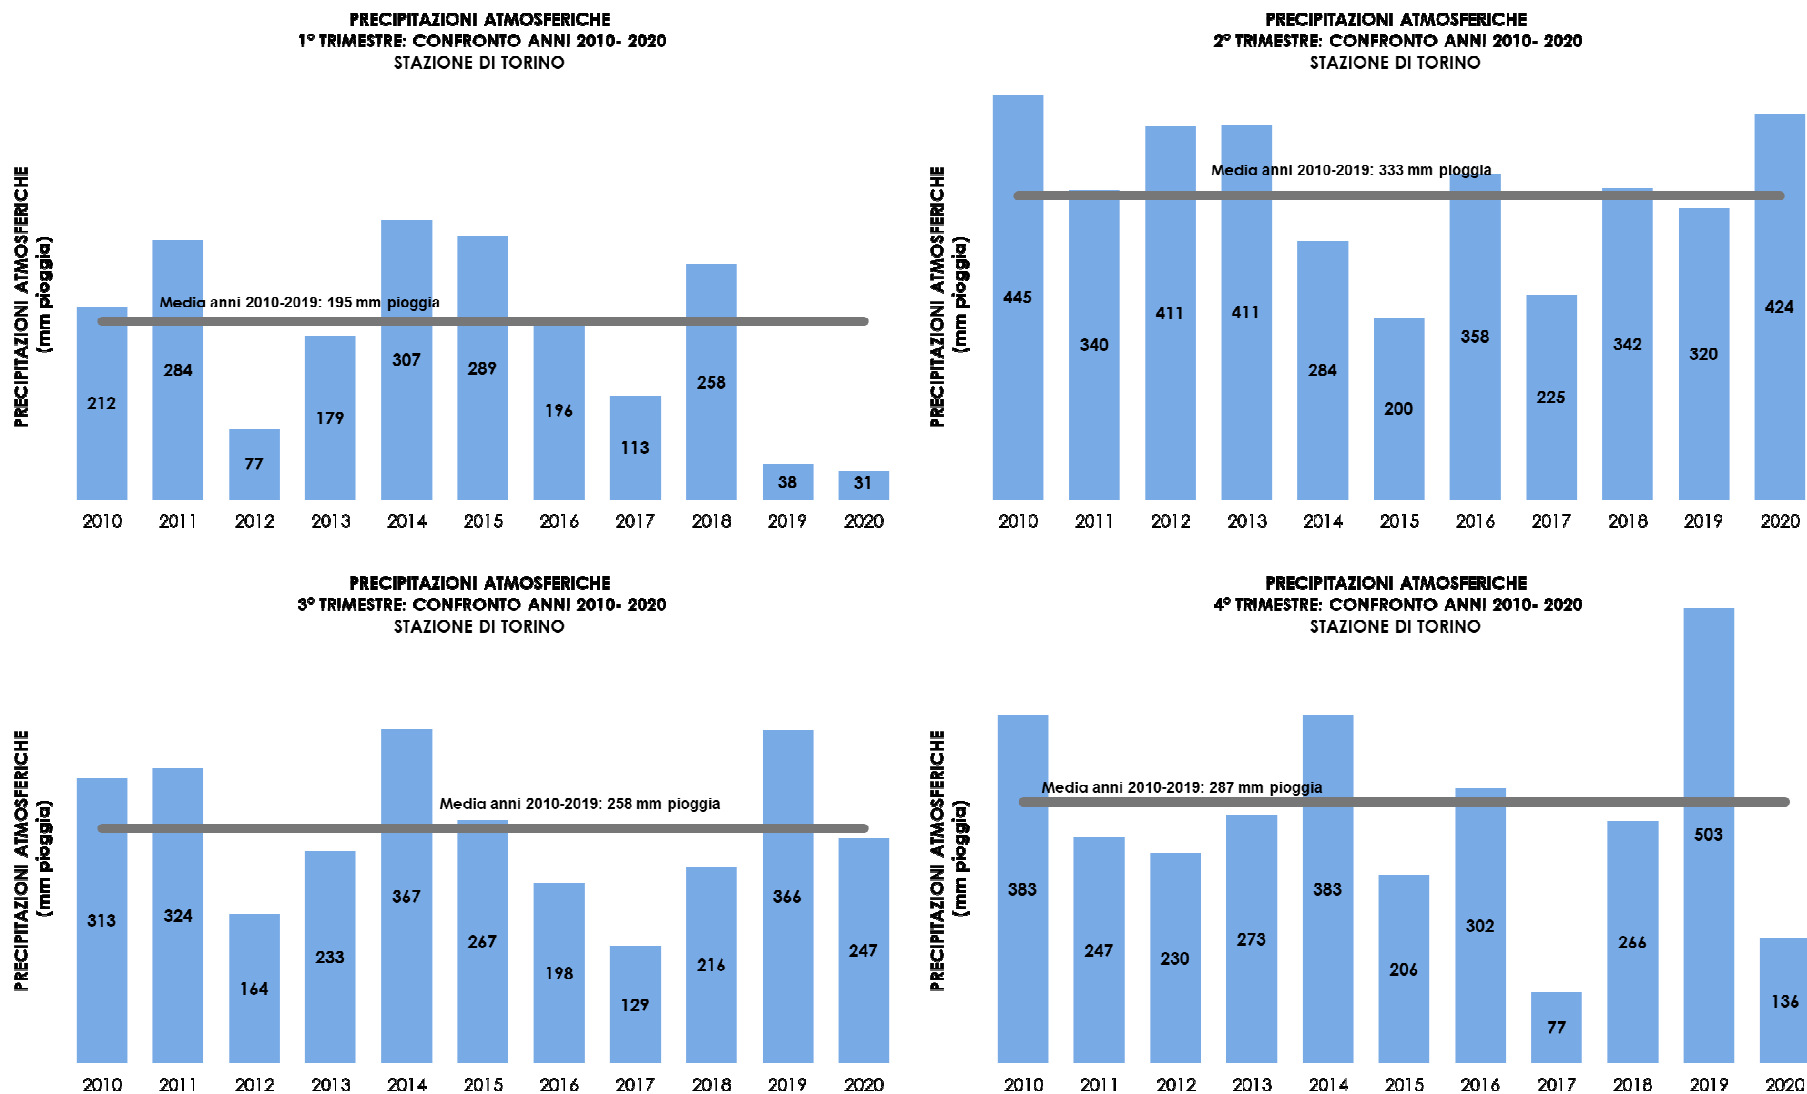 PRECIPITAZIONI ATMOSFERICHE
1° TRIMESTRE: CONFRONTO ANNI 2010- 2020
STAZIONE DI TORINO
PRECIPITAZIONI ATMOSFERICHE
(mm pioggia)
Media anni 2010-2019: 195 mm pioggia
212
284
77
179
307
289
196
113
258
38
31
2010 2011 2012 2013 2014 2015 2016 2017 2018 2019 2020
PRECIPITAZIONI ATMOSFERICHE
2° TRIMESTRE: CONFRONTO ANNI 2010- 2020
STAZIONE DI TORINO
PRECIPITAZIONI ATMOSFERICHE
(mm pioggia)
Media anni 2010-2019: 333 mm pioggia
445
340
411
411
284
200
358
225
342
320
424
2010 2011 2012 2013 2014 2015 2016 2017 2018 2019 2020
PRECIPITAZIONI ATMOSFERICHE
3° TRIMESTRE: CONFRONTO ANNI 2010- 2020
STAZIONE DI TORINO
PRECIPITAZIONI ATMOSFERICHE
(mm pioggia)
Media anni 2010-2019: 258 mm pioggia
313
324
164
233
367
267
198
129
216
366
247
2010 2011 2012 2013 2014 2015 2016 2017 2018 2019 2020
PRECIPITAZIONI ATMOSFERICHE
4° TRIMESTRE: CONFRONTO ANNI 2010- 2020
STAZIONE DI TORINO
PRECIPITAZIONI ATMOSFERICHE
(mm pioggia)
Media anni 2010-2019: 287 mm pioggia
383
247
230
273
383
206
302
77
266
503
136
2010 2011 2012 2013 2014 2015 2016 2017 2018 2019 2020